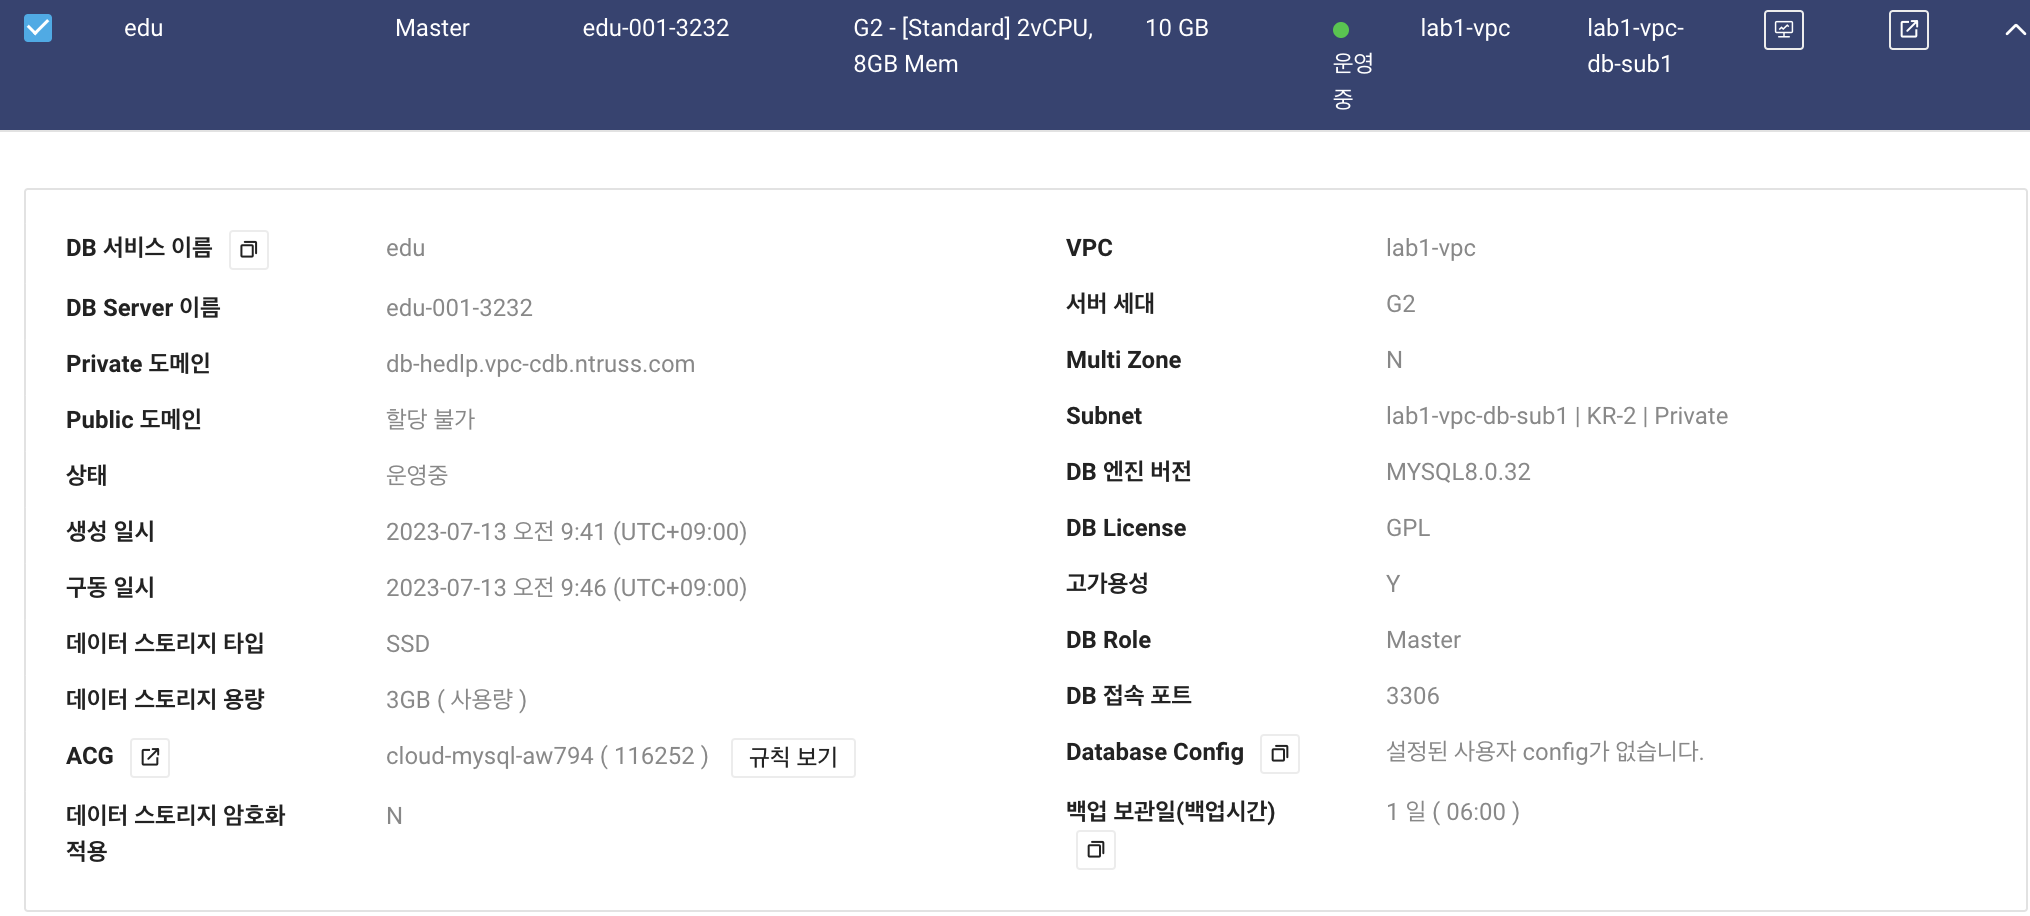 edu Master edu-001-3232 G2 - [Standard] 2vCPU, 10 GB lab1-vpc lab1-vpc-
8GB Mem 운영 db-sub1
중
DB 서비스 이름 edu
DB Server 이름 edu-001-3232
Private 도메인 db-hedlp.vpc-cdb.ntruss.com
Public 도메인 할당 불가
상태 운영중
생성 일시 2023-07-13 오전 9:41 (UTC+09:00)
구동 일시 2023-07-13 오전 9:46 (UTC+09:00)
데이터 스토리지 타입 SSD
데이터 스토리지 용량 3GB ( 사용량 )
ACG cloud-mysql-aw794 ( 116252 ) 규칙 보기
데이터 스토리지 암호화 N
적용
VPC lab1-vpc
서버 세대 G2
Multi Zone N
Subnet lab1-vpc-db-sub1 | KR-2 | Private
DB 엔진 버전 MYSQL8.0.32
DB License GPL
고가용성 Y
DB Role Master
DB 접속 포트 3306
Database Config 설정된 사용자 config가 없습니다.
백업 보관일(백업시간) 1 일 ( 06:00 )